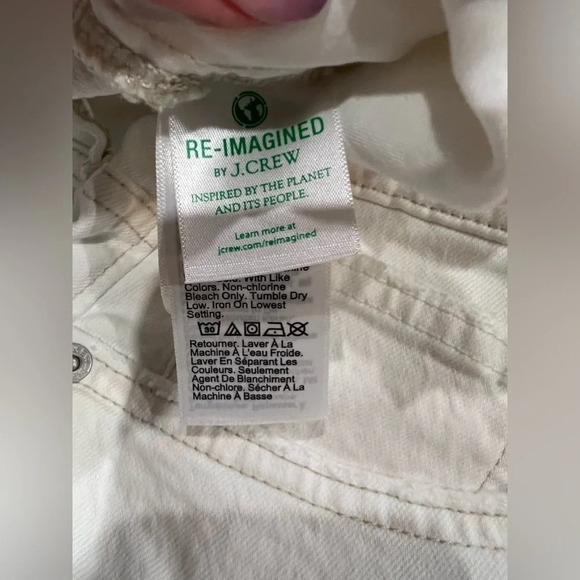 RE-IMAGINED
BY J.CREW
INSPIRED BY THE PLANET
AND ITS PEOPLE.
Learn more at
jcrew.com/reimagined
With Like
Colors. Non-chlorine
Bleach Only. Tumble Dry
Low. Iron On Lowest
Setting.
30
Retourner. Laver À La
Machine À L'eau Froide.
Laver En Séparant Les
Couleurs. Seulement
Agent De Blanchiment
Non-chlore. Sécher À La
Machine À Basse